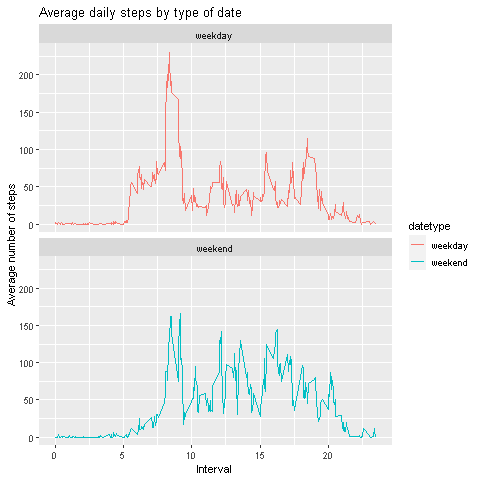 Average daily steps by type of date
weekday
200
150
100
50
0
weekend
200
150
100
50
0
0 5 10 15 20
Interval
Average number of steps
datetype
weekday
weekend